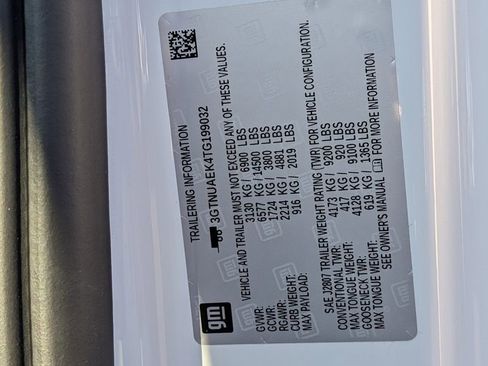 TRAILERING INFORMATION
3GTNUAEK4TG199032
VEHICLE AND TRAILER MUST NOT EXCEED ANY OF THESE VALUES.
GVWR: 3130 KG / 6900 LBS
GCWR: 6577 KG / 14500 LBS
RGAWR: 1724 KG / 3800 LBS
CURB WEIGHT: 2214 KG / 4881 LBS
MAX PAYLOAD: 916 KG / 2019 LBS
SAE J2807 TRAILER WEIGHT RATING (TWR) FOR VEHICLE CONFIGURATION.
CONVENTIONAL TWR: 4173 KG / 9200 LBS
MAX TONGUE WEIGHT: 417 KG / 920 LBS
GOOSENECK TWR: 4128 KG / 9100 LBS
MAX TONGUE WEIGHT: 619 KG / 1365 LBS
SEE OWNER'S MANUAL FOR MORE INFORMATION
gm